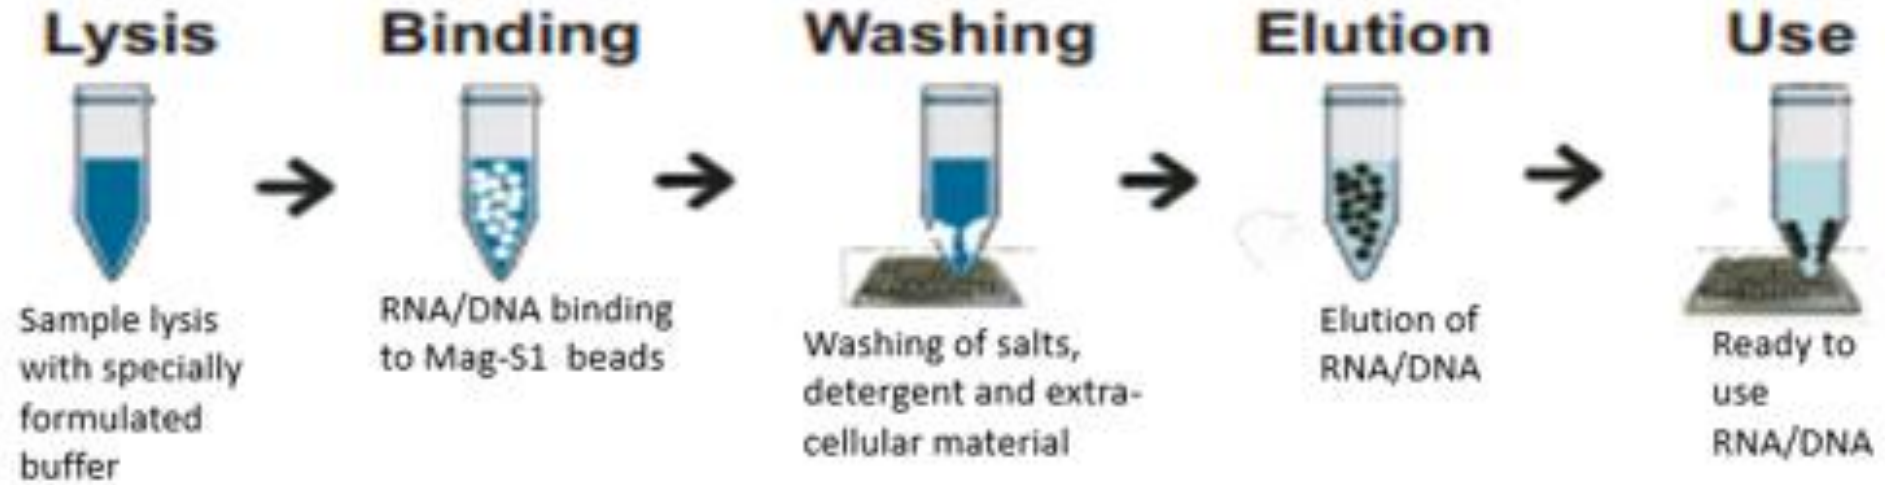 Lysis
Binding
Washing
Elution
Use
Sample lysis
with specially
formulated
buffer
RNA/DNA binding
to Mag-S1 beads
Washing of salts,
detergent and extra-
cellular material
Elution of
RNA/DNA
Ready to
use
RNA/DNA